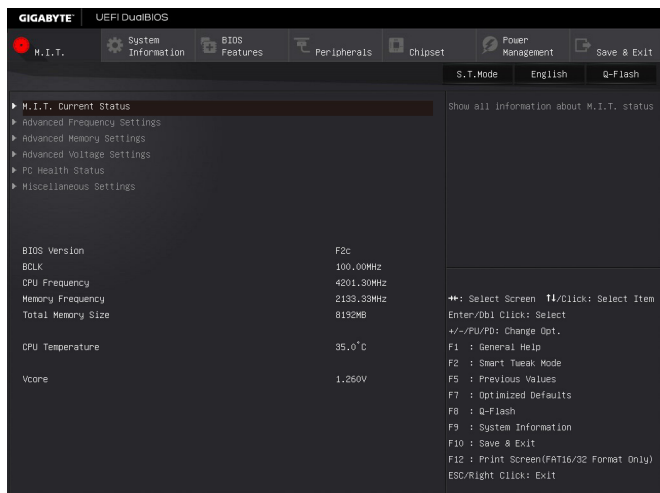 GIGABYTE™ UEFI DualBIOS
M.I.T.
System Information
BIOS Features
Peripherals
Chipset
Power Management
Save & Exit
S.T.Mode English Q-Flash
M.I.T. Current Status
Advanced Frequency Settings
Advanced Memory Settings
Advanced Voltage Settings
PC Health Status
Miscellaneous Settings
Show all information about M.I.T. status
BIOS Version F2c
BCLK 100.00MHz
CPU Frequency 4201.30MHz
Memory Frequency 2133.33MHz
Total Memory Size 8192MB
CPU Temperature 35.0°C
Vcore 1.260V
→←: Select Screen ↑↓/Click: Select Item
Enter/Dbl Click: Select
+/-/PU/PD: Change Opt.
F1 : General Help
F2 : Smart Tweak Mode
F5 : Previous Values
F7 : Optimized Defaults
F8 : Q-Flash
F9 : System Information
F10 : Save & Exit
F12 : Print Screen(FAT16/32 Format Only)
ESC/Right Click: Exit